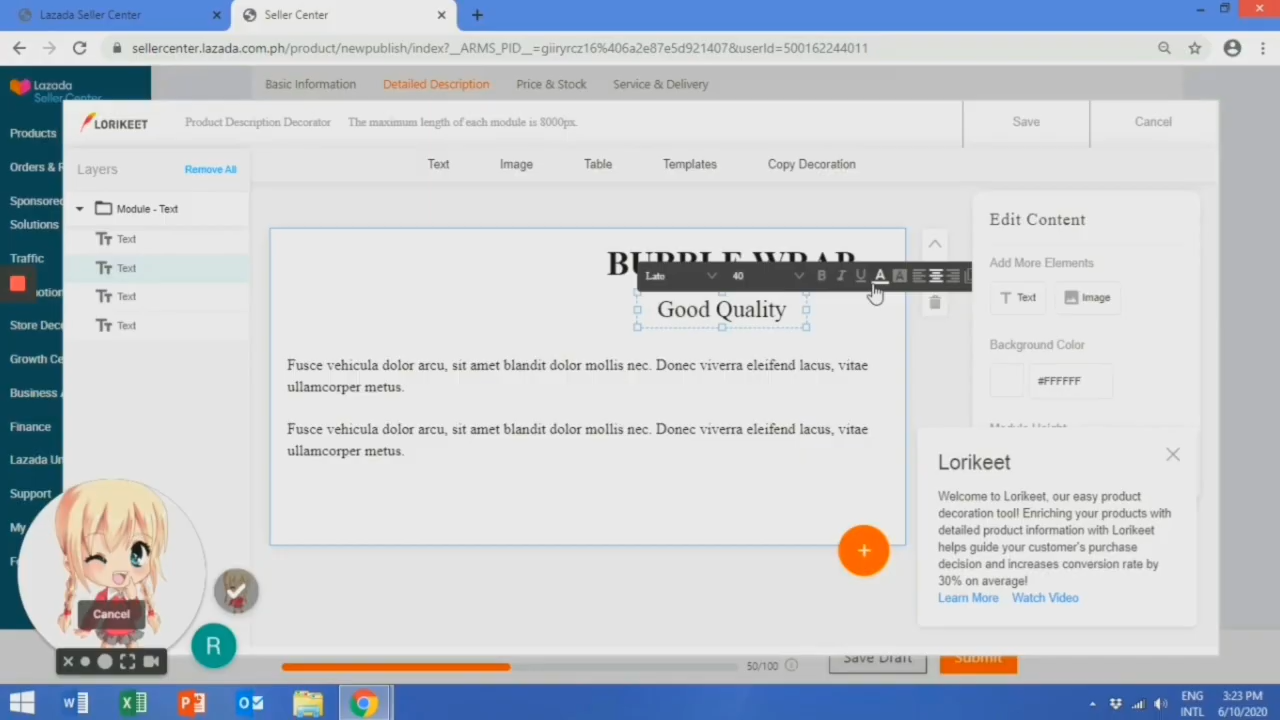 Lazada Seller Center
Seller Center
sellercenter.lazada.com.ph/product/newpublish/index?__ARMS_PID__=giiryrcz16%406a2e87e5d921407&userId=500162244011
Lazada
Seller Center
Basic Information
Detailed Description
Price & Stock
Service & Delivery
LORIKEET
Product Description Decorator
The maximum length of each module is 8000px.
Save
Cancel
Products
Orders & R
Sponsore
Solutions
Traffic
motion
Store Dec
Growth Ce
Business A
Finance
Lazada Un
Support
My
Layers
Remove All
Text
Image
Table
Templates
Copy Decoration
Module - Text
Text
Text
Text
Text
BUBBLE WRAP
Lato
40
B I U A A
Good Quality
Fusce vehicula dolor arcu, sit amet blandit dolor mollis nec. Donec viverra eleifend lacus, vitae
ullamcorper metus.
Fusce vehicula dolor arcu, sit amet blandit dolor mollis nec. Donec viverra eleifend lacus, vitae
ullamcorper metus.
Edit Content
Add More Elements
Text
Image
Background Color
#FFFFFF
Module Height
Lorikeet
Welcome to Lorikeet, our easy product
decoration tool! Enriching your products with
detailed product information with Lorikeet
helps guide your customer's purchase
decision and increases conversion rate by
30% on average!
Learn More
Watch Video
Cancel
R
50/100
Save Draft
Submit
ENG
INTL
3:23 PM
6/10/2020